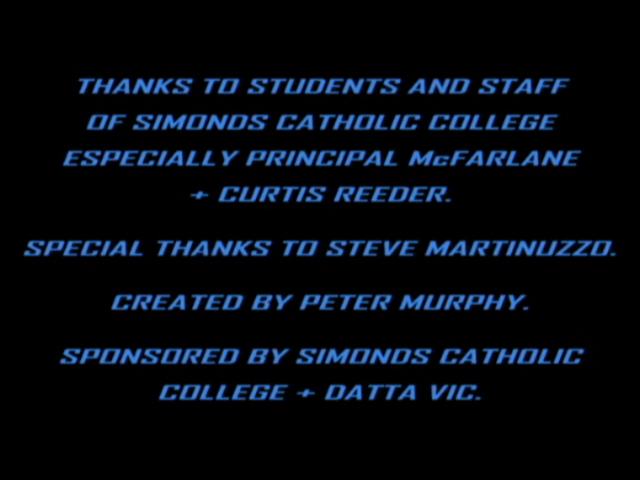 THANKS TO STUDENTS AND STAFF
OF SIMONDS CATHOLIC COLLEGE
ESPECIALLY PRINCIPAL McFARLANE
+ CURTIS REEDER.
SPECIAL THANKS TO STEVE MARTINUZZO.
CREATED BY PETER MURPHY.
SPONSORED BY SIMONDS CATHOLIC
COLLEGE + DATTA VIC.